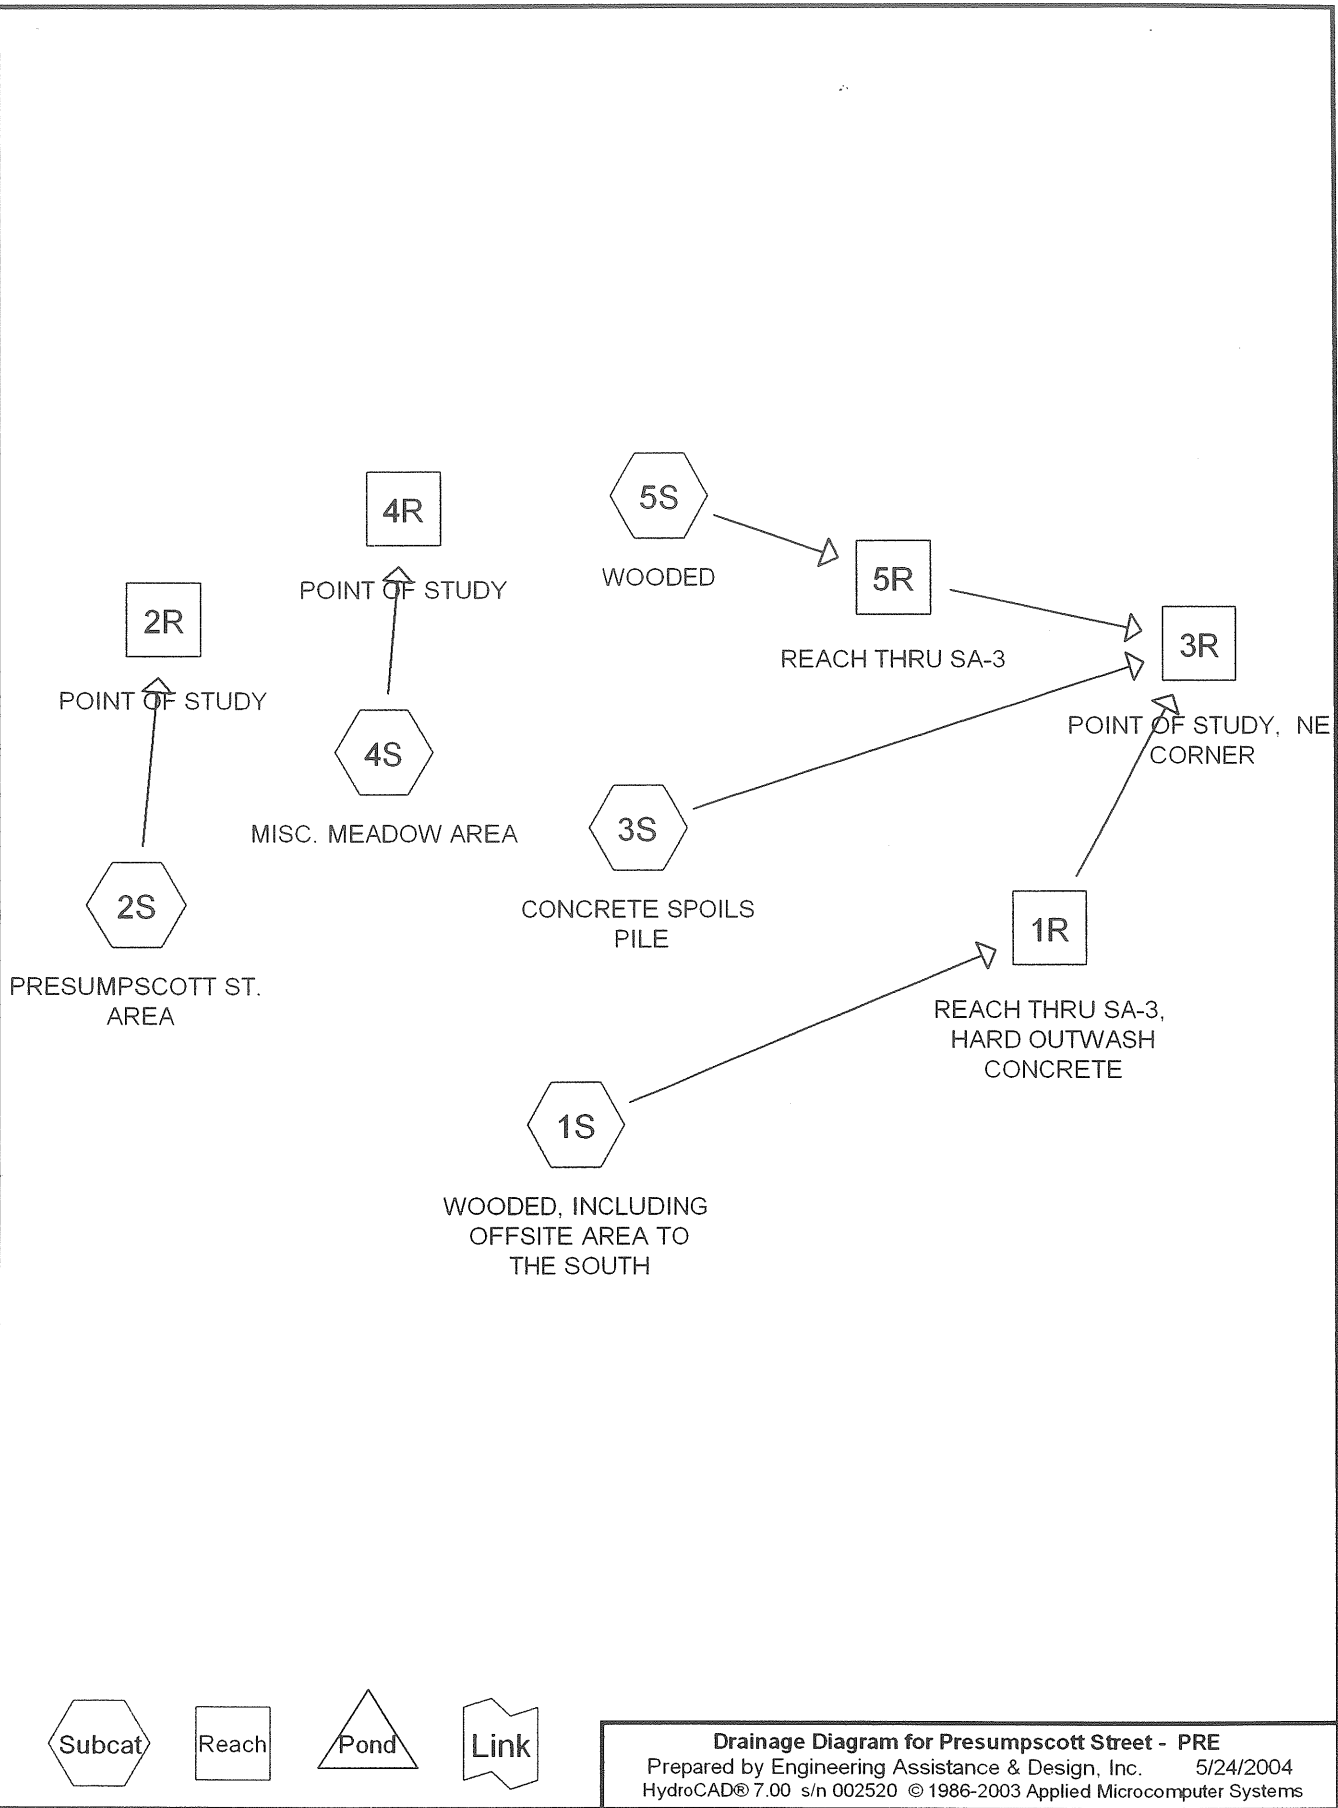 5S
WOODED
4R
POINT OF STUDY
5R
REACH THRU SA-3
2R
POINT OF STUDY
3R
POINT OF STUDY, NE
CORNER
4S
MISC. MEADOW AREA
3S
CONCRETE SPOILS
PILE
2S
PRESUMPSCOTT ST.
AREA
1R
REACH THRU SA-3,
HARD OUTWASH
CONCRETE
1S
WOODED, INCLUDING
OFFSITE AREA TO
THE SOUTH
Subcat
Reach
Pond
Link
Drainage Diagram for Presumpscott Street - PRE
Prepared by Engineering Assistance & Design, Inc. 5/24/2004
HydroCAD® 7.00 s/n 002520 © 1986-2003 Applied Microcomputer Systems